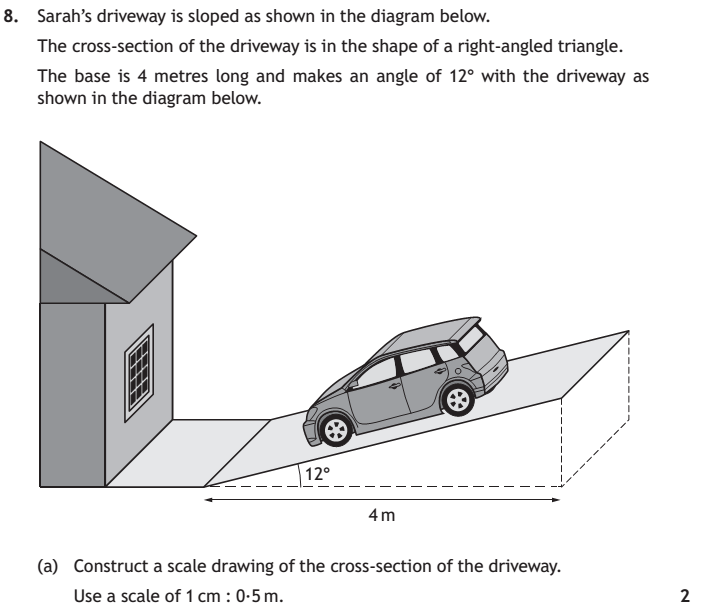 8. Sarah's driveway is sloped as shown in the diagram below.
The cross-section of the driveway is in the shape of a right-angled triangle.
The base is 4 metres long and makes an angle of 12° with the driveway as
shown in the diagram below.
12°
4 m
(a) Construct a scale drawing of the cross-section of the driveway.
Use a scale of 1 cm : 0·5 m. 2